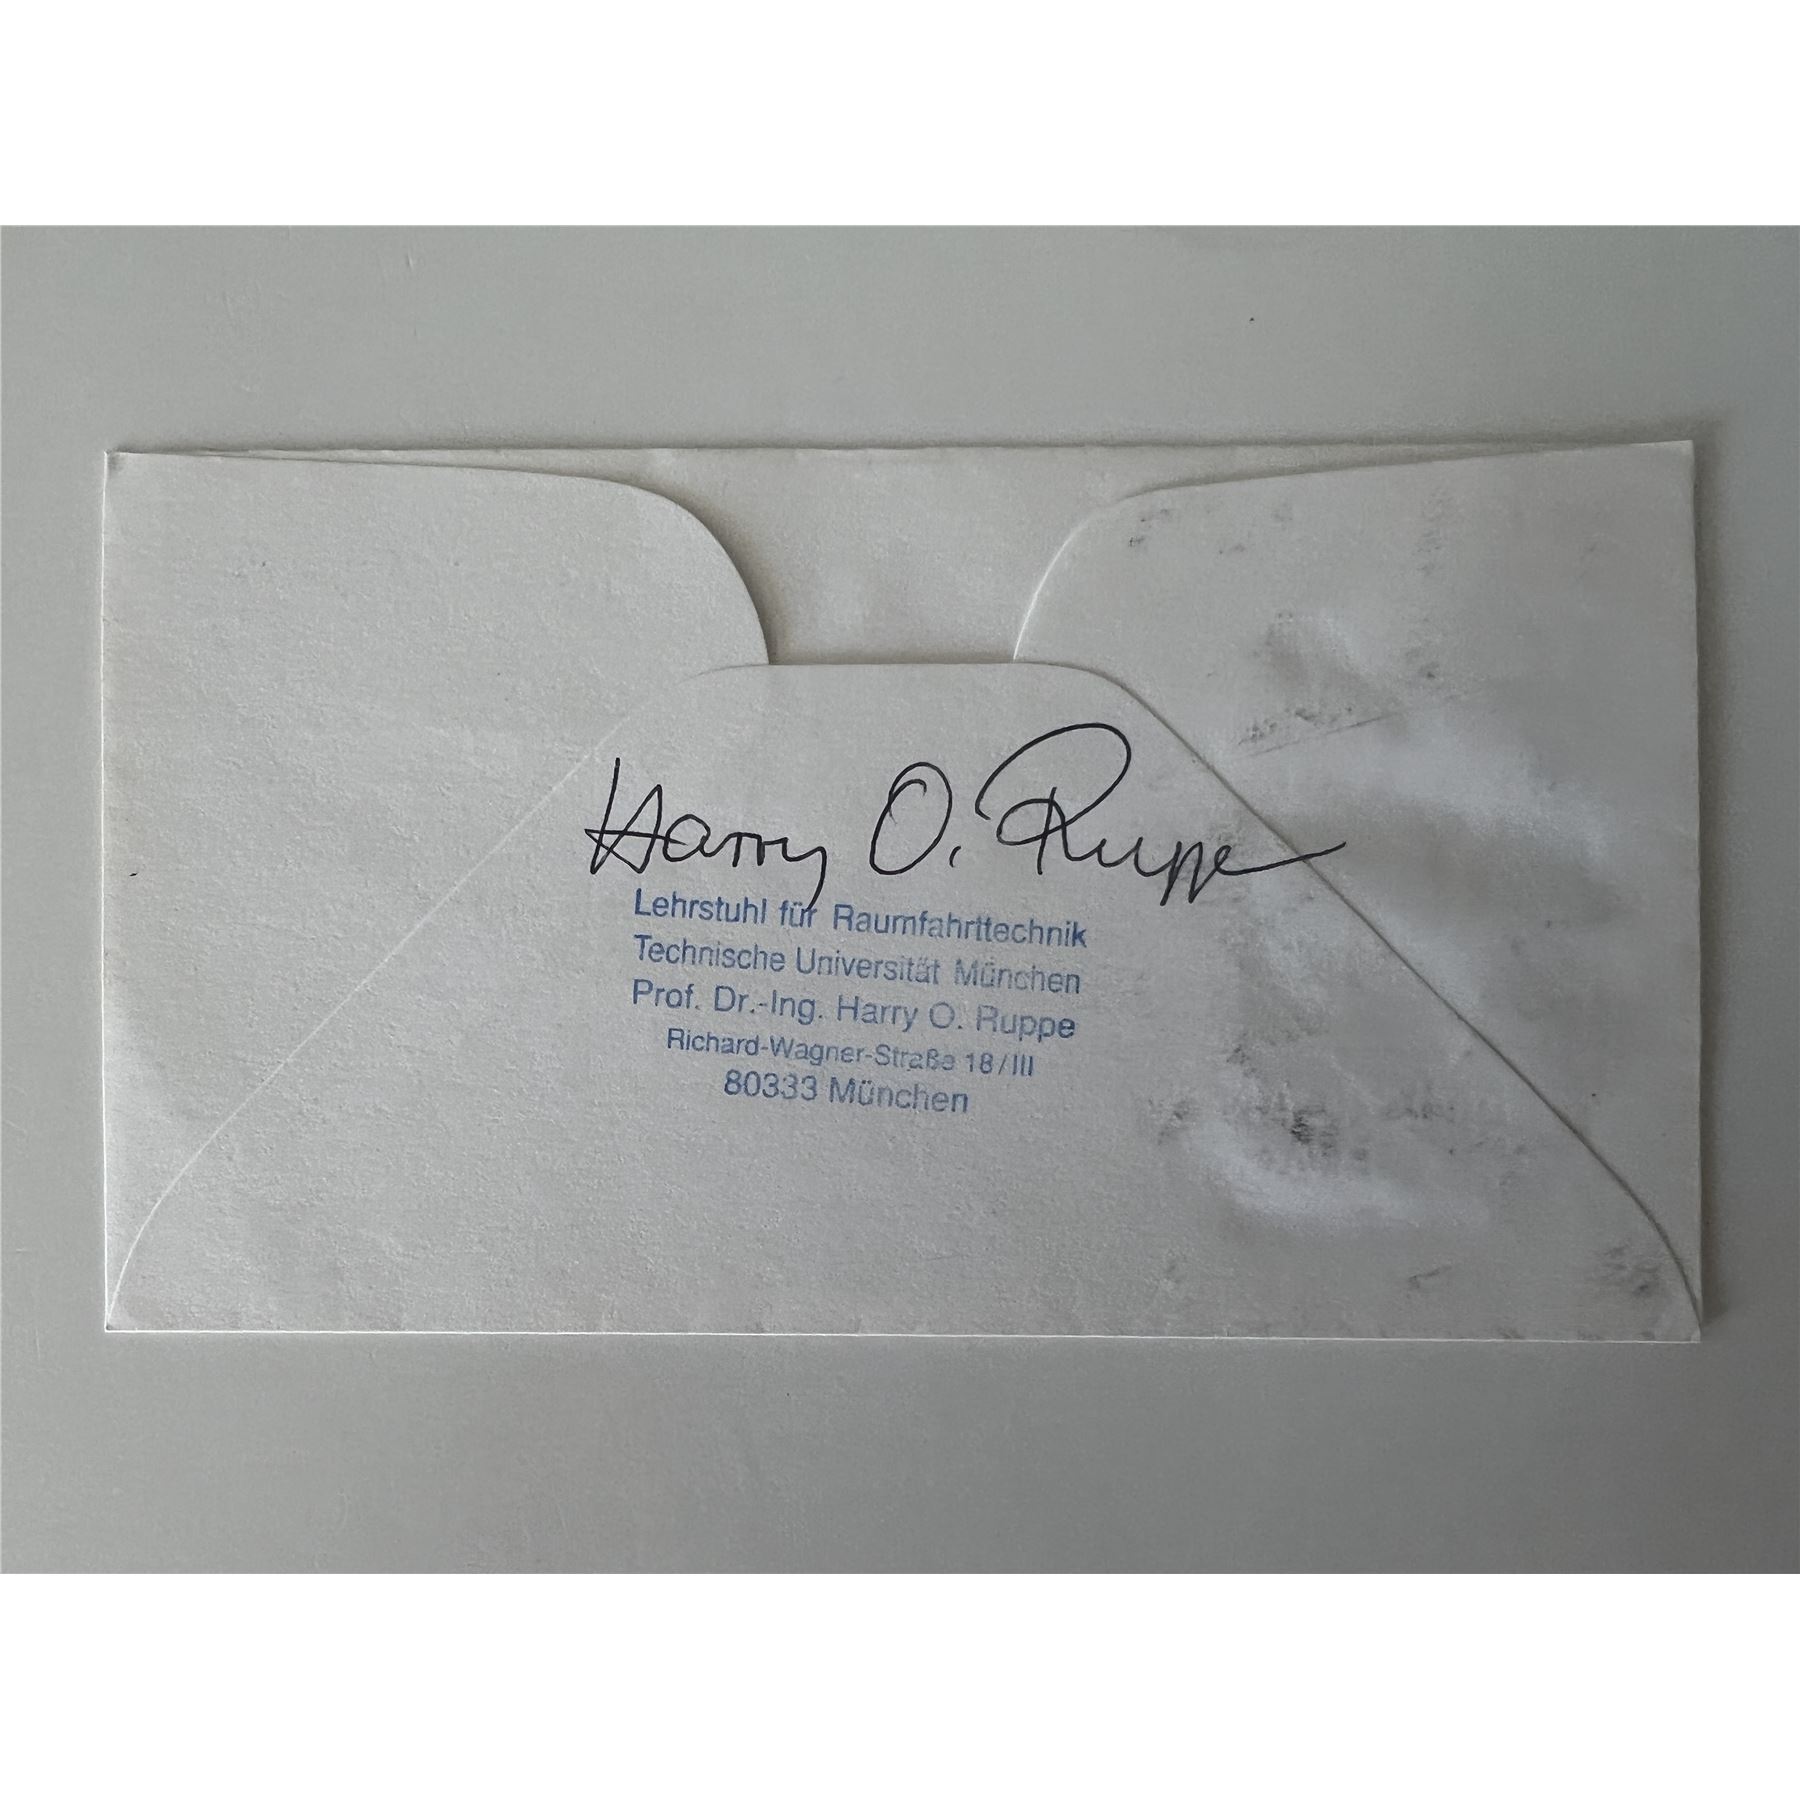 Harry O. Ruppe
Lehrstuhl für Raumfahrttechnik
Technische Universität München
Prof. Dr.-Ing. Harry O. Ruppe
Richard-Wagner-Straße 18/III
80333 München